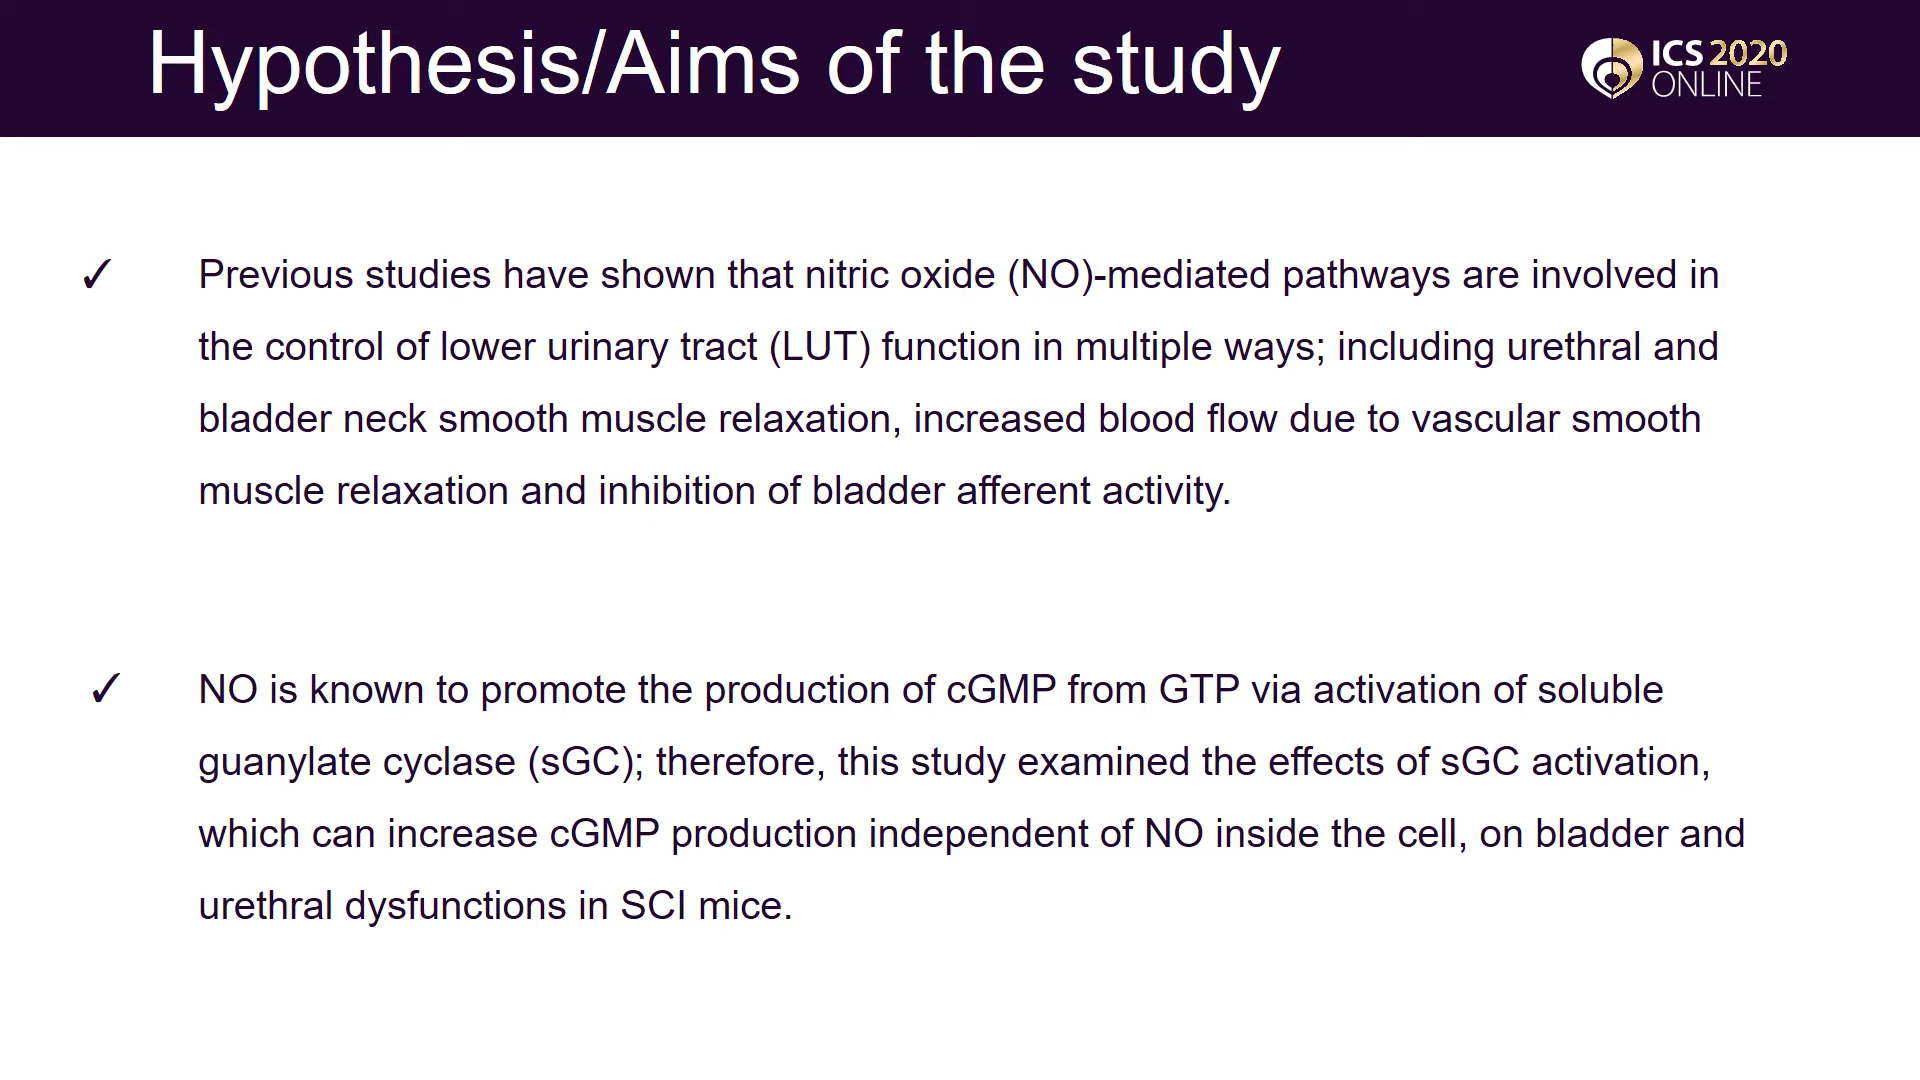 Hypothesis/Aims of the study
ICS 2020
ONLINE
✓ Previous studies have shown that nitric oxide (NO)-mediated pathways are involved in
the control of lower urinary tract (LUT) function in multiple ways; including urethral and
bladder neck smooth muscle relaxation, increased blood flow due to vascular smooth
muscle relaxation and inhibition of bladder afferent activity.
✓ NO is known to promote the production of cGMP from GTP via activation of soluble
guanylate cyclase (sGC); therefore, this study examined the effects of sGC activation,
which can increase cGMP production independent of NO inside the cell, on bladder and
urethral dysfunctions in SCI mice.